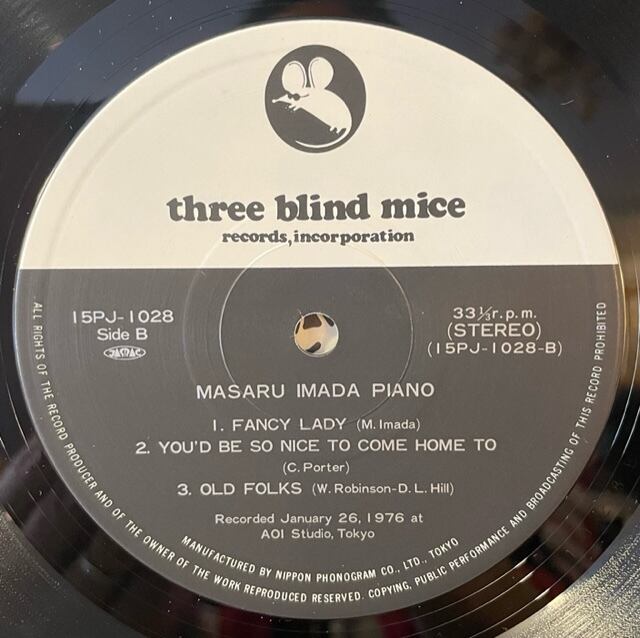 three blind mice
records, incorporation
15PJ-1028
Side B
JASRAC
33⅓r.p.m.
(STEREO)
(15PJ-1028-B)
MASARU IMADA PIANO
1. FANCY LADY (M. Imada)
2. YOU'D BE SO NICE TO COME HOME TO
(C. Porter)
3. OLD FOLKS (W. Robinson-D. L. Hill)
Recorded January 26, 1976 at
AOI Studio, Tokyo
MANUFACTURED BY NIPPON PHONOGRAM CO., LTD., TOKYO
ALL RIGHTS OF THE RECORD PRODUCER AND OF THE OWNER OF THE WORK REPRODUCED RESERVED. COPYING, PUBLIC PERFORMANCE AND BROADCASTING OF THIS RECORD PROHIBITED